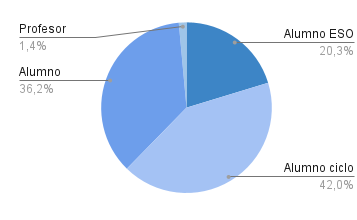 Profesor
1,4%
Alumno
36,2%
Alumno ESO
20,3%
Alumno ciclo
42,0%